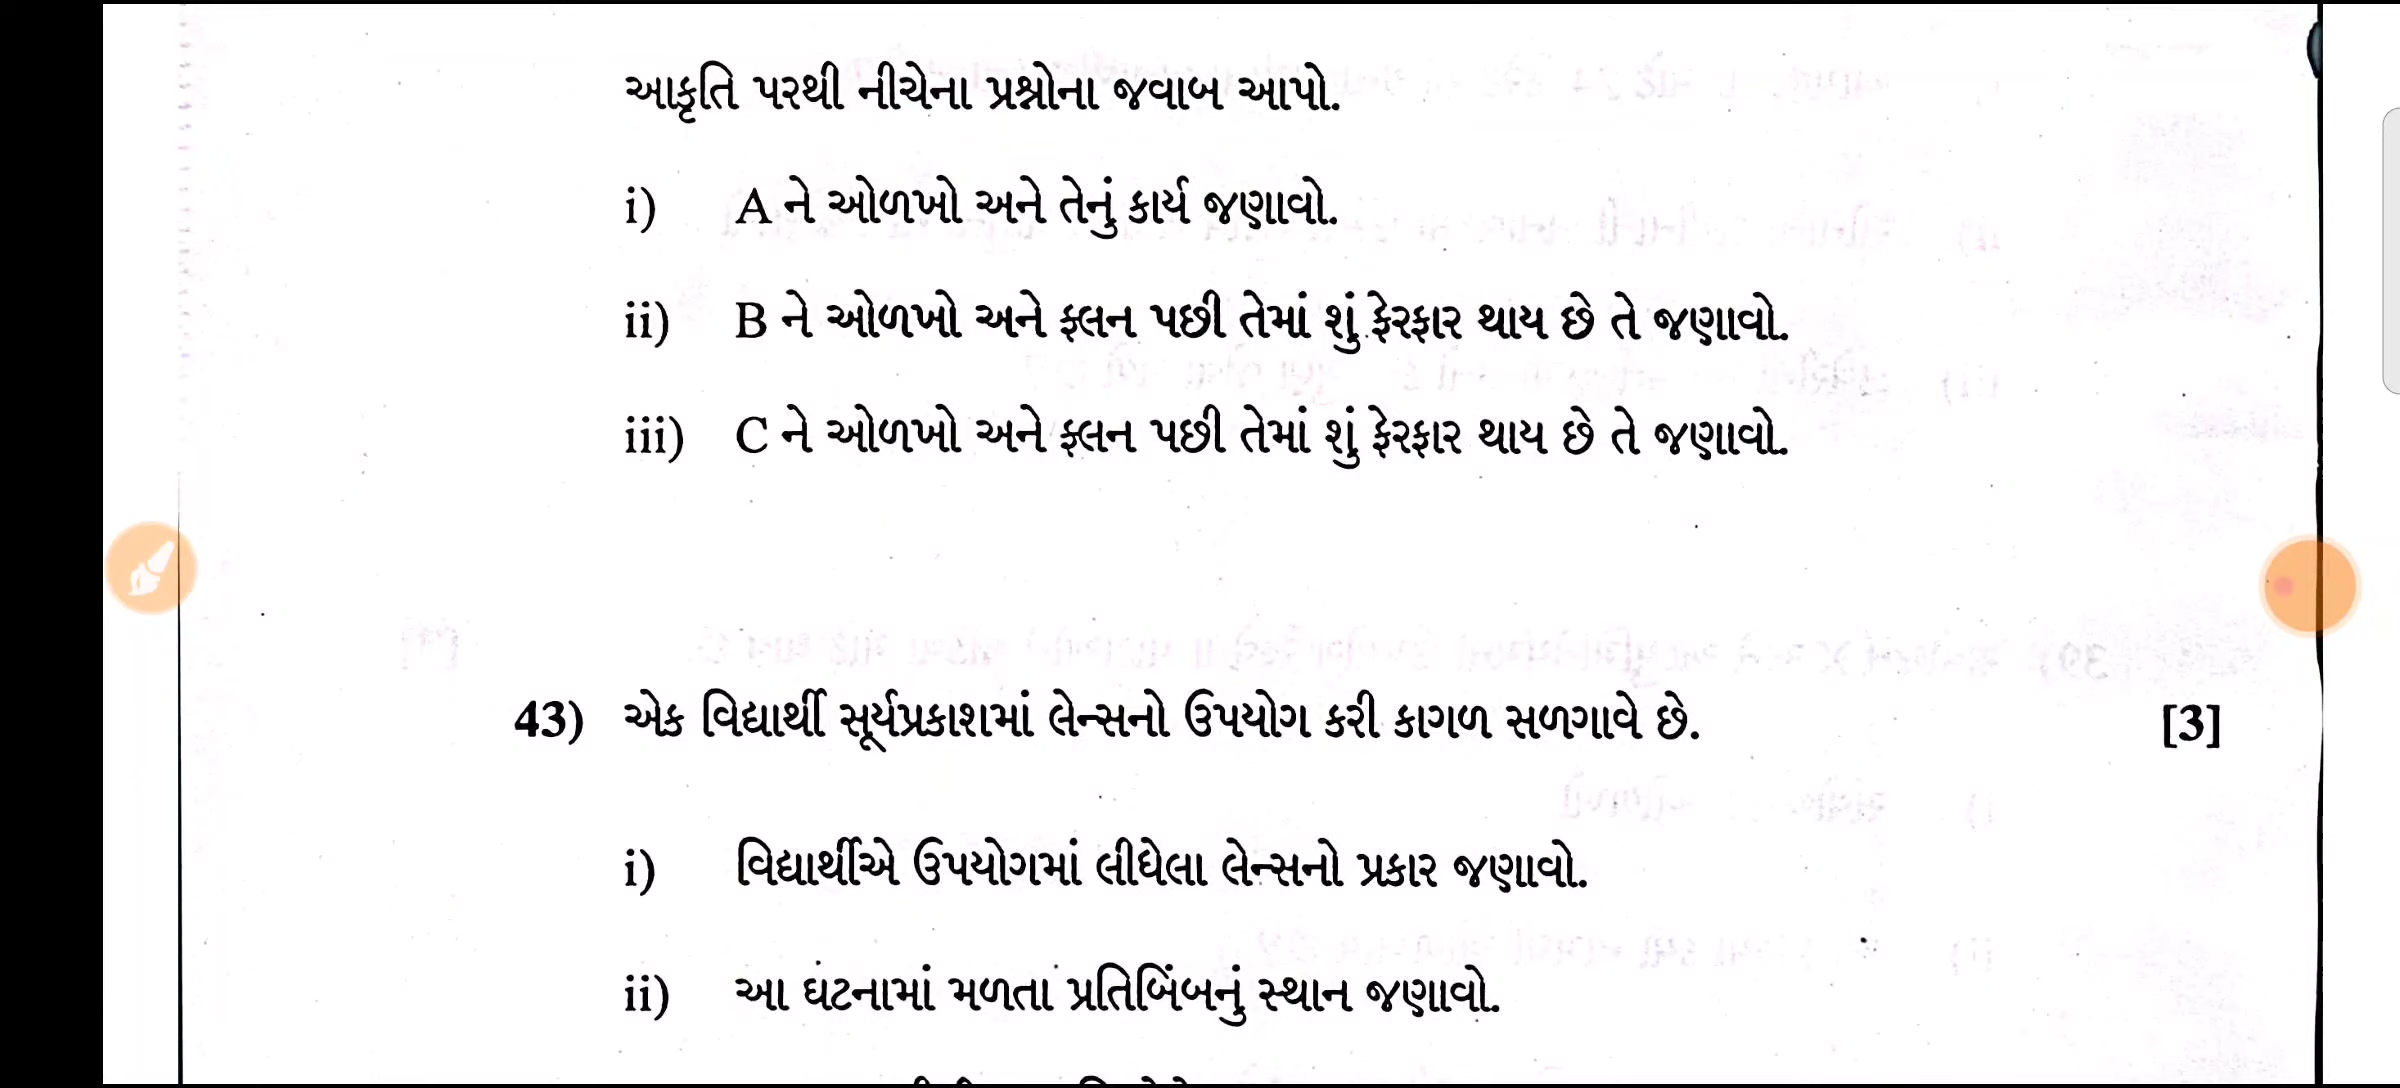 આકૃતિ પરથી નીચેના પ્રશ્નોના જવાબ આપો.
i) A ને ઓળખો અને તેનું કાર્ય જણાવો.
ii) B ને ઓળખો અને ફલન પછી તેમાં શું ફેરફાર થાય છે તે જણાવો.
iii) C ને ઓળખો અને ફલન પછી તેમાં શું ફેરફાર થાય છે તે જણાવો.
43) એક વિદ્યાર્થી સૂર્યપ્રકાશમાં લેન્સનો ઉપયોગ કરી કાગળ સળગાવે છે. [3]
i) વિદ્યાર્થીએ ઉપયોગમાં લીધેલા લેન્સનો પ્રકાર જણાવો.
ii) આ ઘટનામાં મળતા પ્રતિબિંબનું સ્થાન જણાવો.